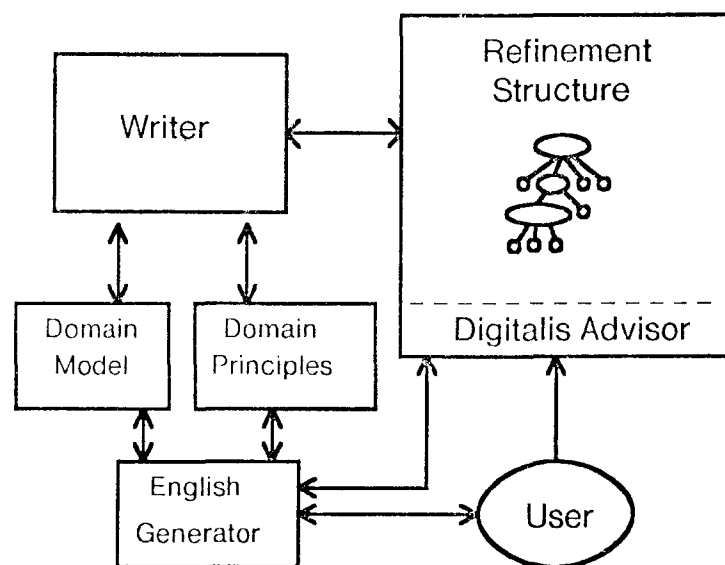 Refinement
Structure
Writer
Domain
Model
Domain
Principles
Digitalis Advisor
English
Generator
User